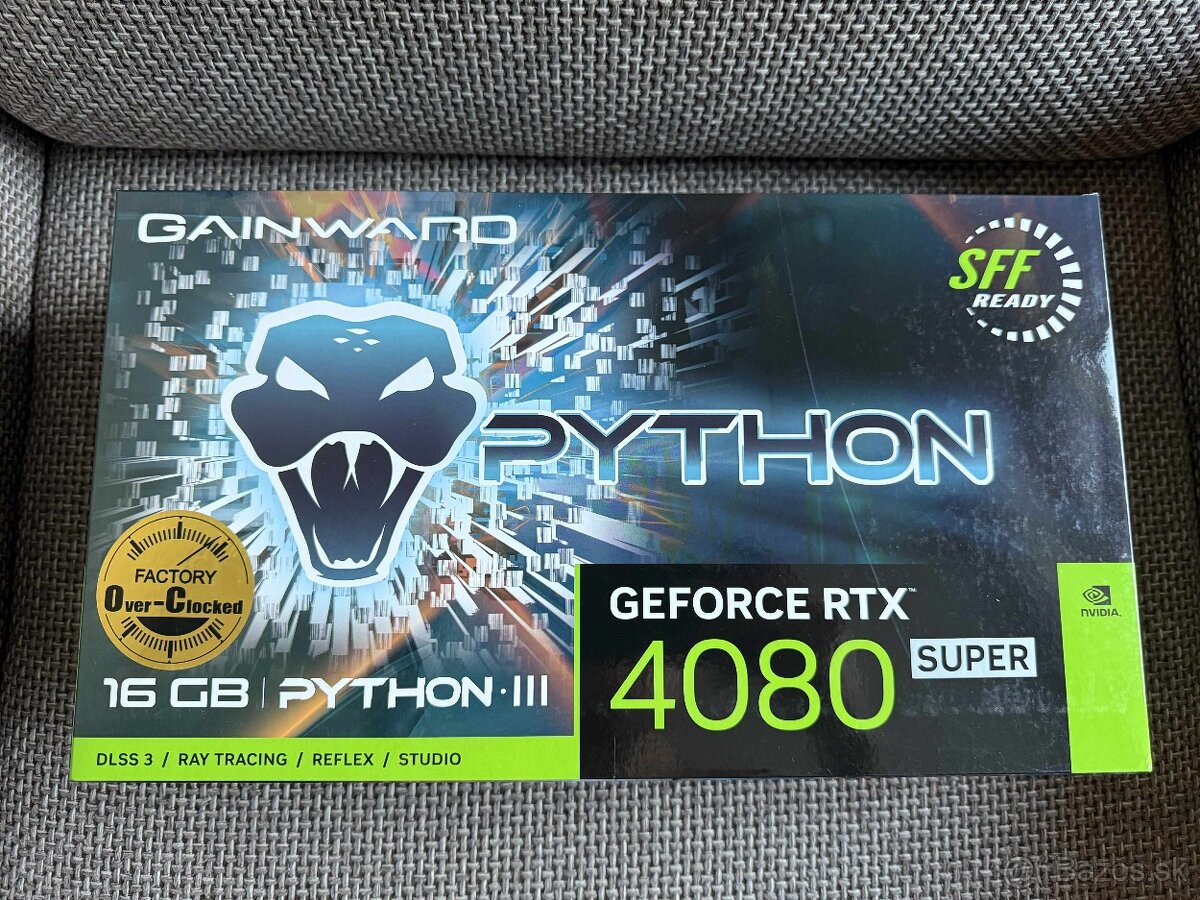 GAINWARD
SFF
READY
PYTHON
FACTORY
Over-Clocked
GEFORCE RTX™
4080 SUPER
NVIDIA.
16 GB | PYTHON · III
DLSS 3 / RAY TRACING / REFLEX / STUDIO
Bazos.sk